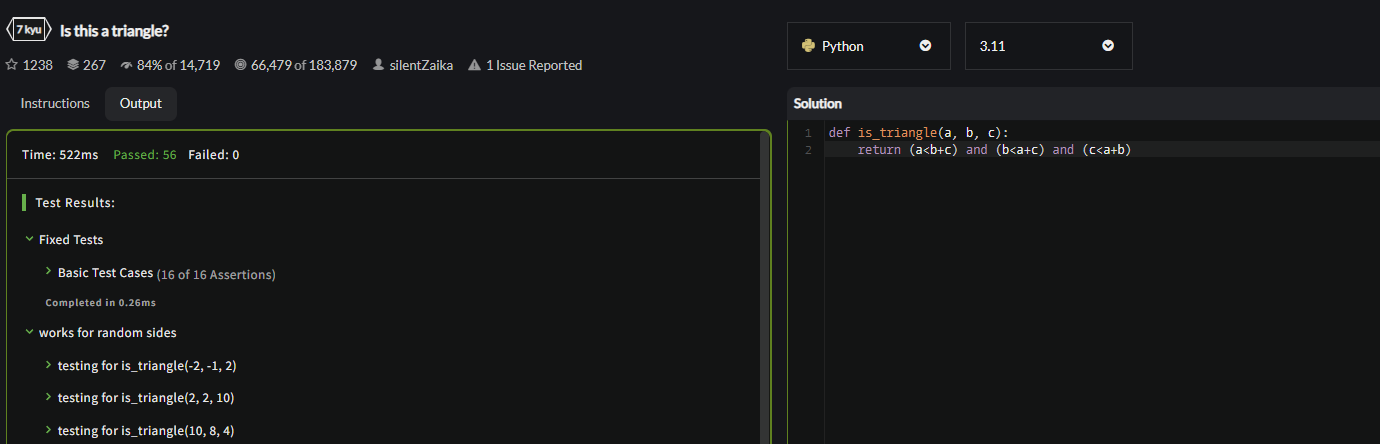 7 kyu Is this a triangle?
1238 267 84% of 14,719 66,479 of 183,879 silentZaika 1 Issue Reported
Instructions Output
Time: 522ms Passed: 56 Failed: 0
Test Results:
Fixed Tests
Basic Test Cases (16 of 16 Assertions)
Completed in 0.26ms
works for random sides
testing for is_triangle(-2, -1, 2)
testing for is_triangle(2, 2, 10)
testing for is_triangle(10, 8, 4)
Python 3.11
Solution
1 def is_triangle(a, b, c):
2 return (a<b+c) and (b<a+c) and (c<a+b)